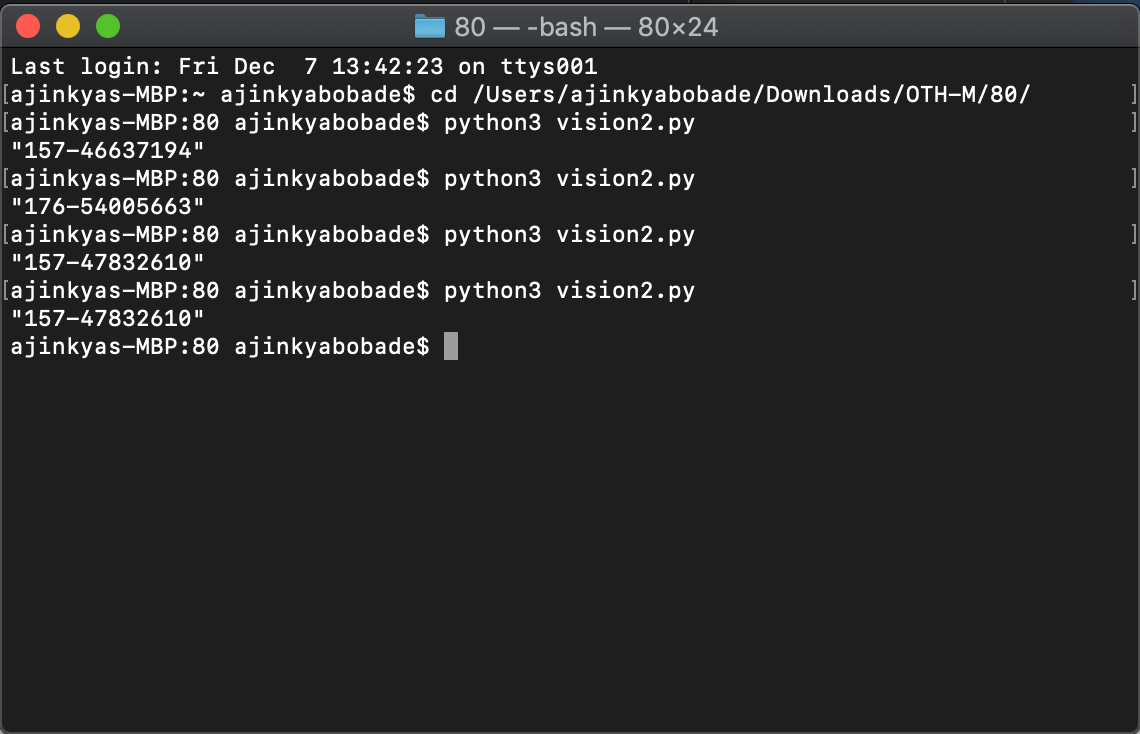 80 — -bash — 80×24
Last login: Fri Dec  7 13:42:23 on ttys001
[ajinkyas-MBP:~ ajinkyabobade$ cd /Users/ajinkyabobade/Downloads/OTH-M/80/ ]
[ajinkyas-MBP:80 ajinkyabobade$ python3 vision2.py ]
"157-46637194"
[ajinkyas-MBP:80 ajinkyabobade$ python3 vision2.py ]
"176-54005663"
[ajinkyas-MBP:80 ajinkyabobade$ python3 vision2.py ]
"157-47832610"
[ajinkyas-MBP:80 ajinkyabobade$ python3 vision2.py ]
"157-47832610"
ajinkyas-MBP:80 ajinkyabobade$